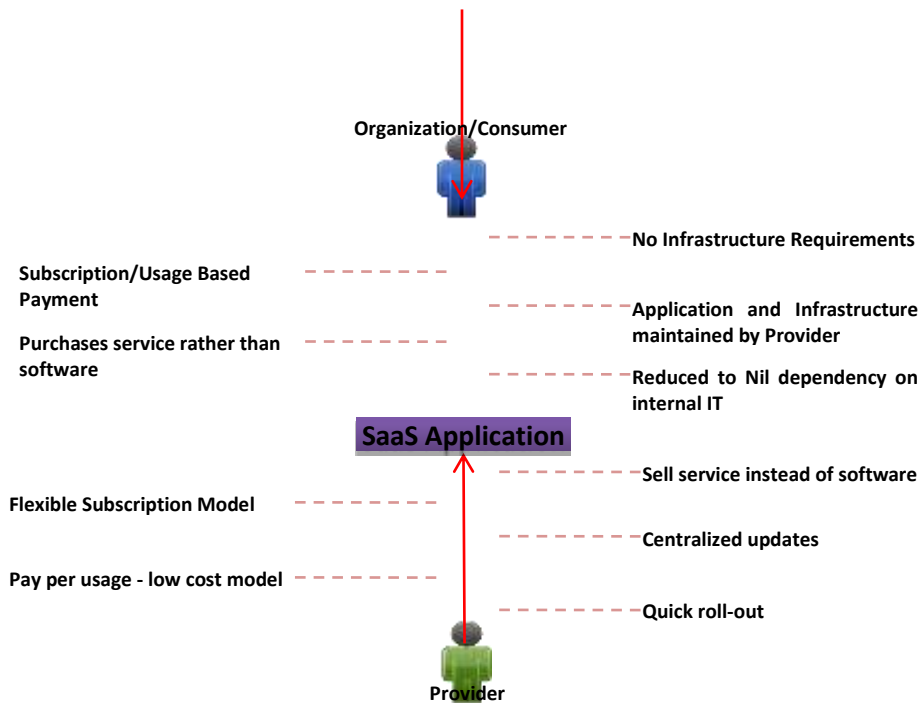 Organization/Consumer
No Infrastructure Requirements
Subscription/Usage Based
Payment
Application and Infrastructure
maintained by Provider
Purchases service rather than
software
Reduced to Nil dependency on
internal IT
SaaS Application
Sell service instead of software
Flexible Subscription Model
Centralized updates
Pay per usage - low cost model
Quick roll-out
Provider